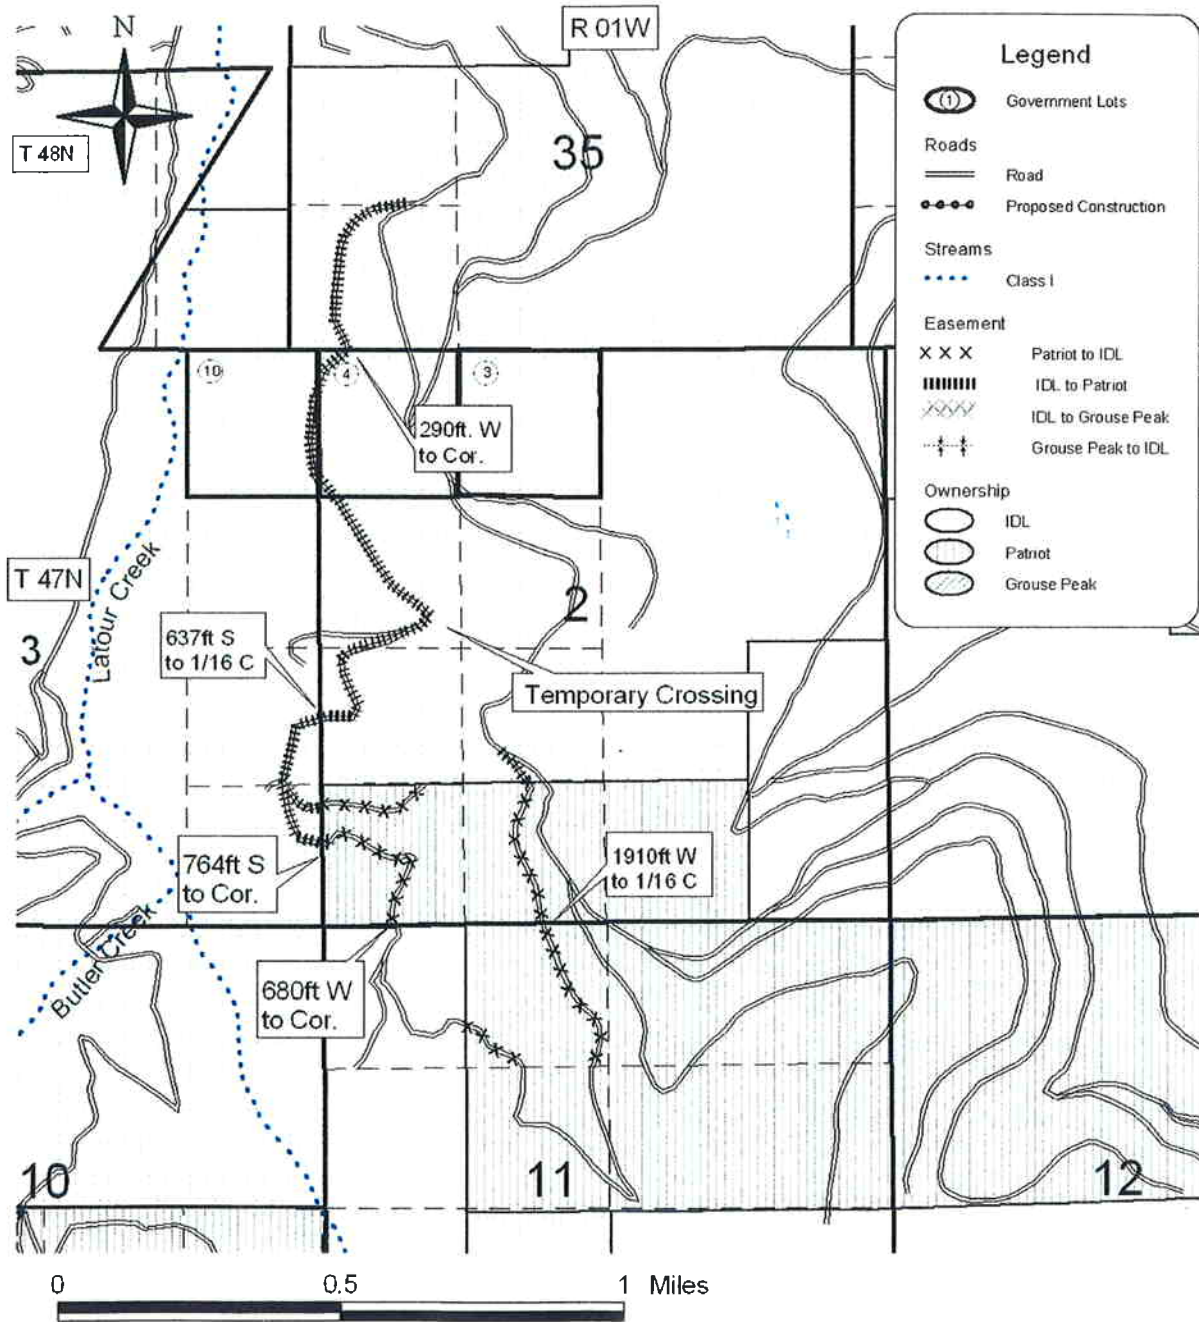 N
R 01W
T 48N
35
10
4
3
290ft. W
to Cor.
T 47N
Latour Creek
3
2
637ft S
to 1/16 C
Temporary Crossing
764ft S
to Cor.
1910ft W
to 1/16 C
Butler Creek
680ft W
to Cor.
10
11
12
0 0.5 1 Miles
Legend
(1) Government Lots
Roads
Road
Proposed Construction
Streams
Class I
Easement
Patriot to IDL
IDL to Patriot
IDL to Grouse Peak
Grouse Peak to IDL
Ownership
IDL
Patriot
Grouse Peak